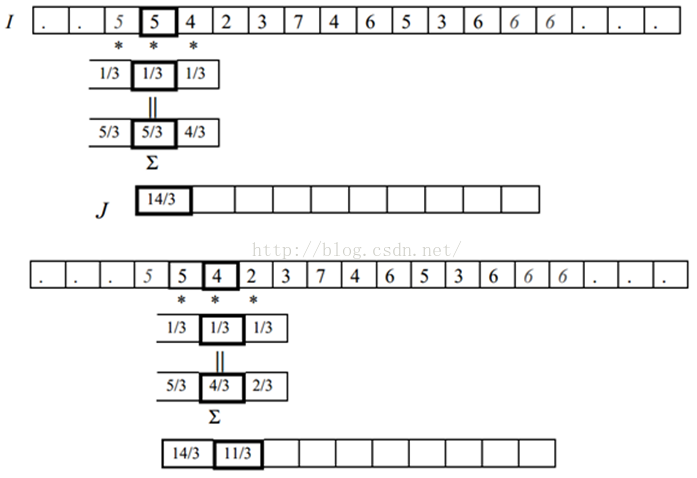 I . . 5 5 4 2 3 7 4 6 5 3 6 6 6 . . .
* * *
1/3 1/3 1/3
||
5/3 5/3 4/3
Σ
J 14/3
http://blog.csdn.net/
. . . 5 5 4 2 3 7 4 6 5 3 6 6 6 . . .
* * *
1/3 1/3 1/3
||
5/3 4/3 2/3
Σ
14/3 11/3